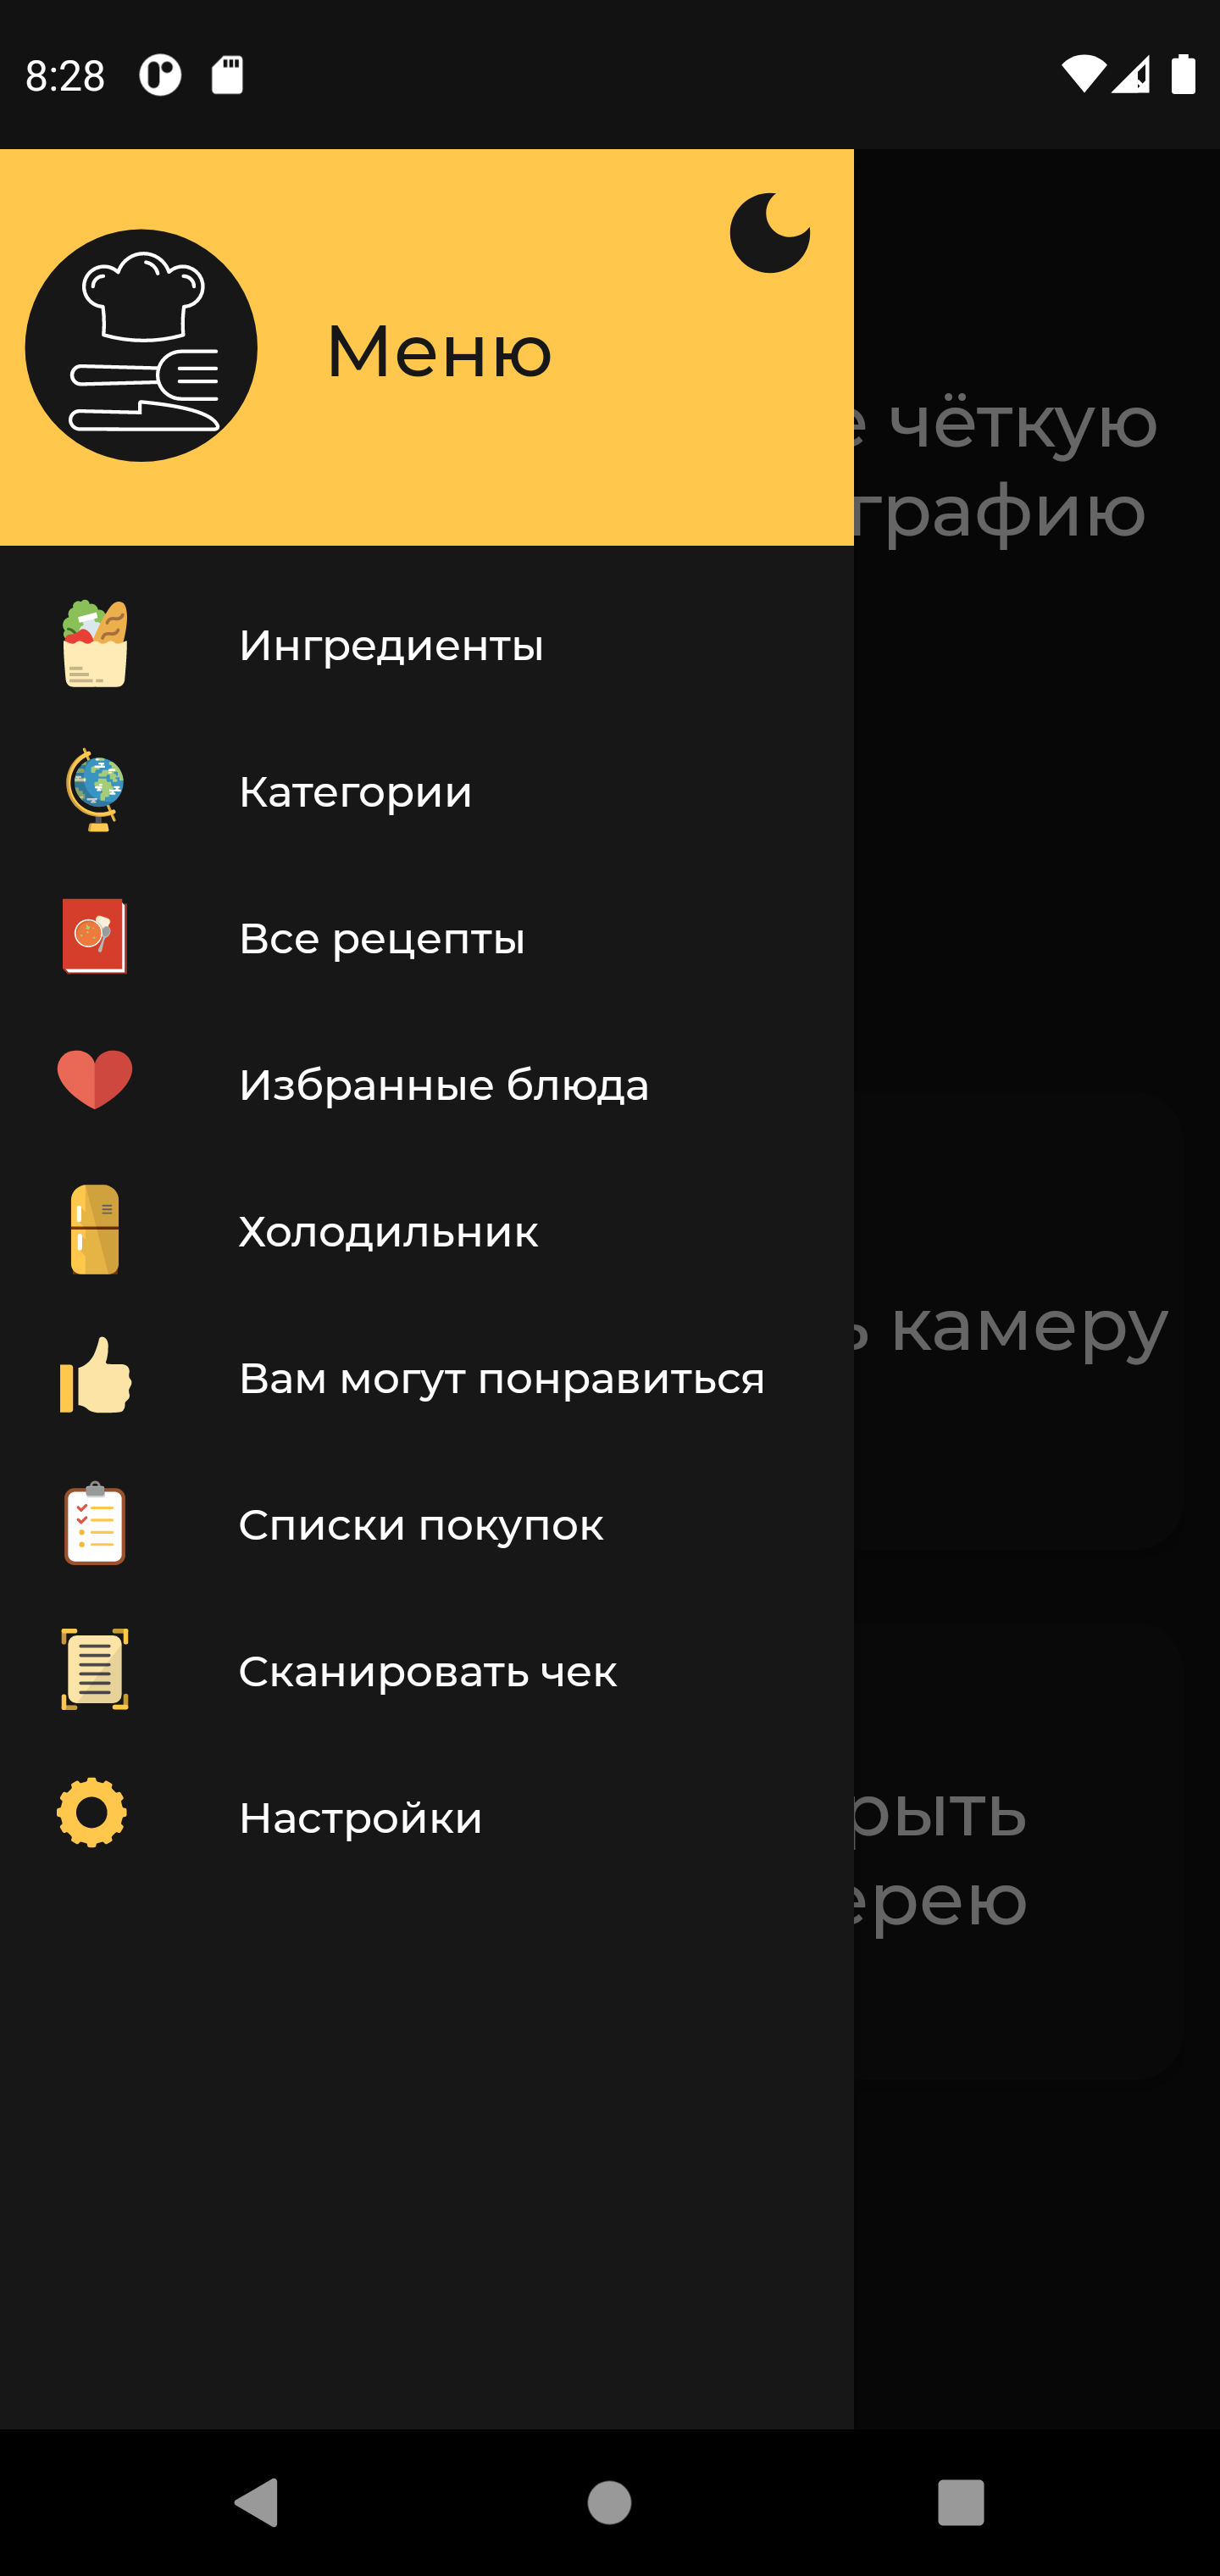 8:28
Меню
е чёткую
графию
Ингредиенты
Категории
Все рецепты
Избранные блюда
Холодильник
ь камеру
Вам могут понравиться
Списки покупок
Сканировать чек
Настройки
рыть
ерею